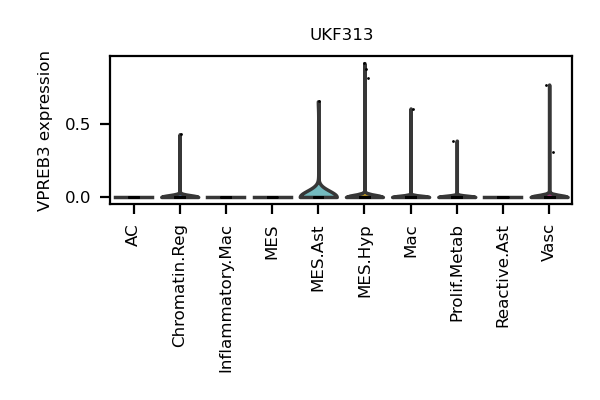 UKF313
VPREB3 expression
0.5
0.0
AC
Chromatin.Reg
Inflammatory.Mac
MES
MES.Ast
MES.Hyp
Mac
Prolif.Metab
Reactive.Ast
Vasc